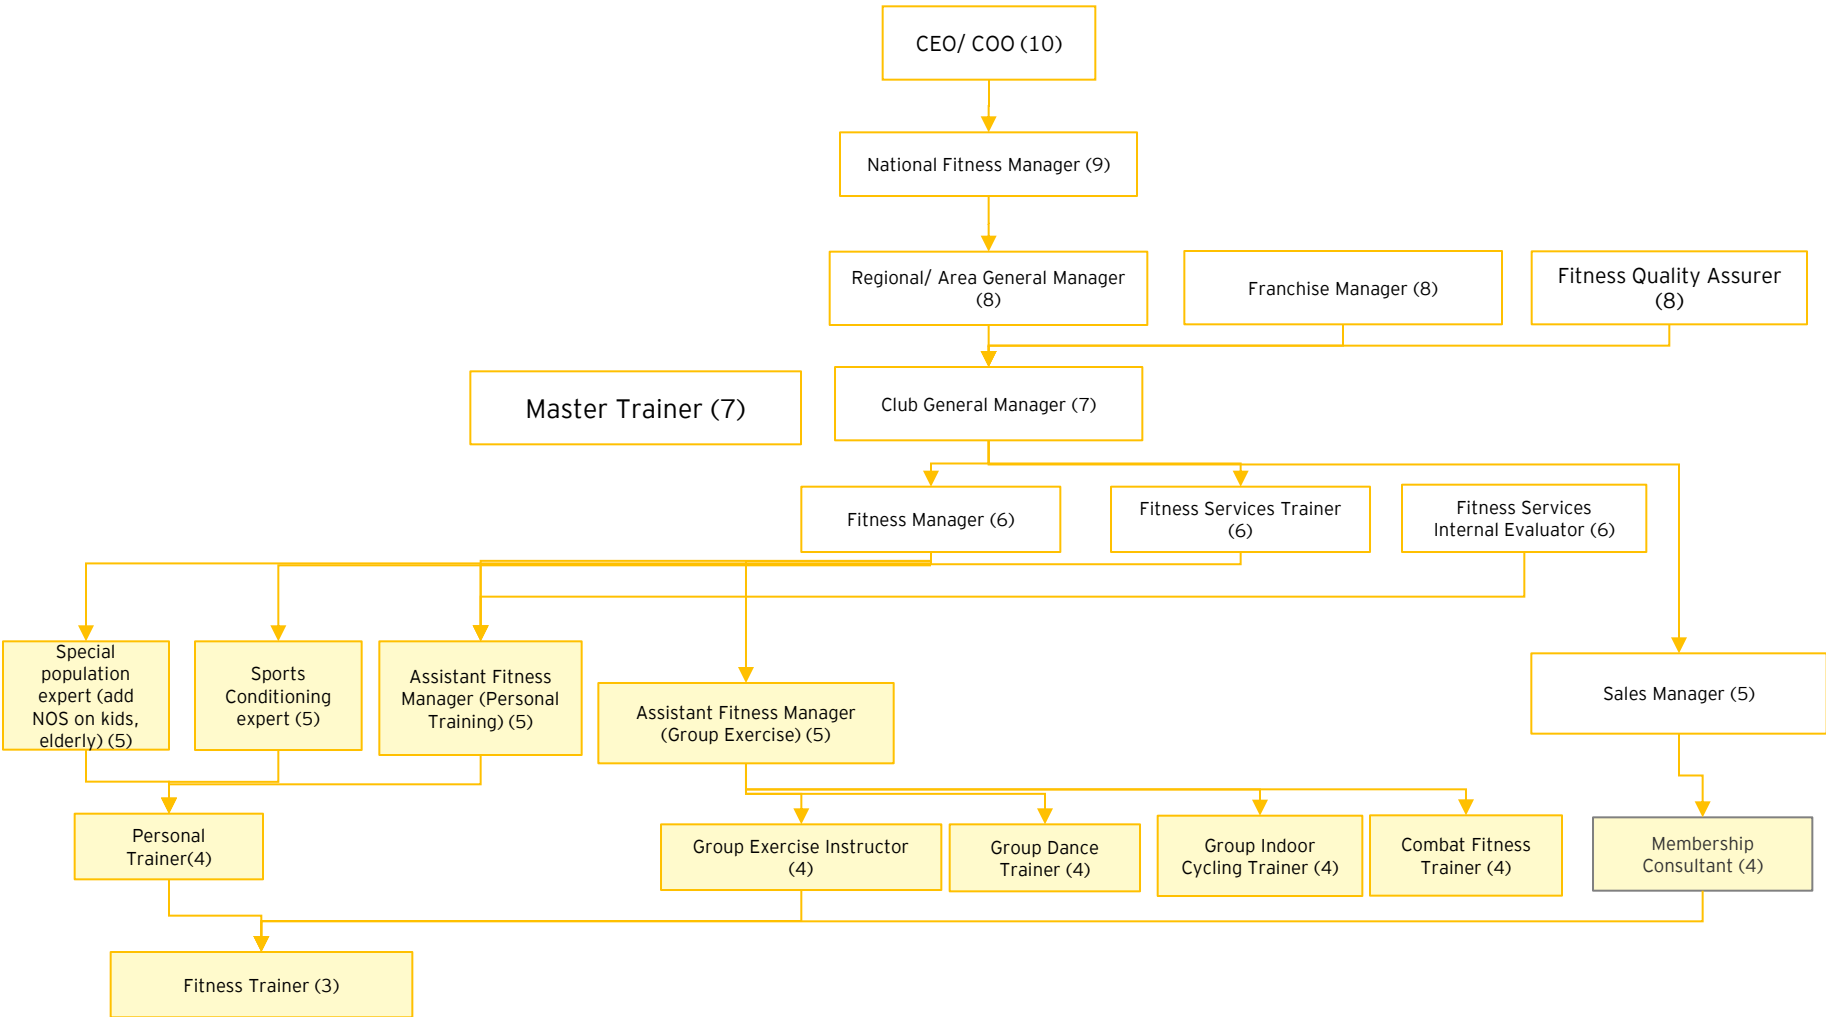 CEO/ COO (10)
National Fitness Manager (9)
Regional/ Area General Manager
(8)
Franchise Manager (8)
Fitness Quality Assurer
(8)
Master Trainer (7)
Club General Manager (7)
Fitness Manager (6)
Fitness Services Trainer
(6)
Fitness Services
Internal Evaluator (6)
Special
population
expert (add
NOS on kids,
elderly) (5)
Sports
Conditioning
expert (5)
Assistant Fitness
Manager (Personal
Training) (5)
Assistant Fitness Manager
(Group Exercise) (5)
Sales Manager (5)
Personal
Trainer(4)
Group Exercise Instructor
(4)
Group Dance
Trainer (4)
Group Indoor
Cycling Trainer (4)
Combat Fitness
Trainer (4)
Membership
Consultant (4)
Fitness Trainer (3)